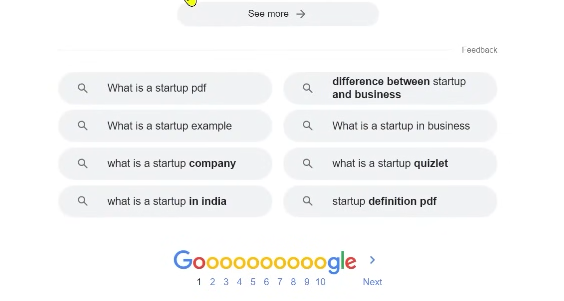 See more
Feedback
What is a startup pdf
difference between startup
and business
What is a startup example
What is a startup in business
what is a startup company
what is a startup quizlet
what is a startup in india
startup definition pdf
Goooooooooogle
1 2 3 4 5 6 7 8 9 10 Next